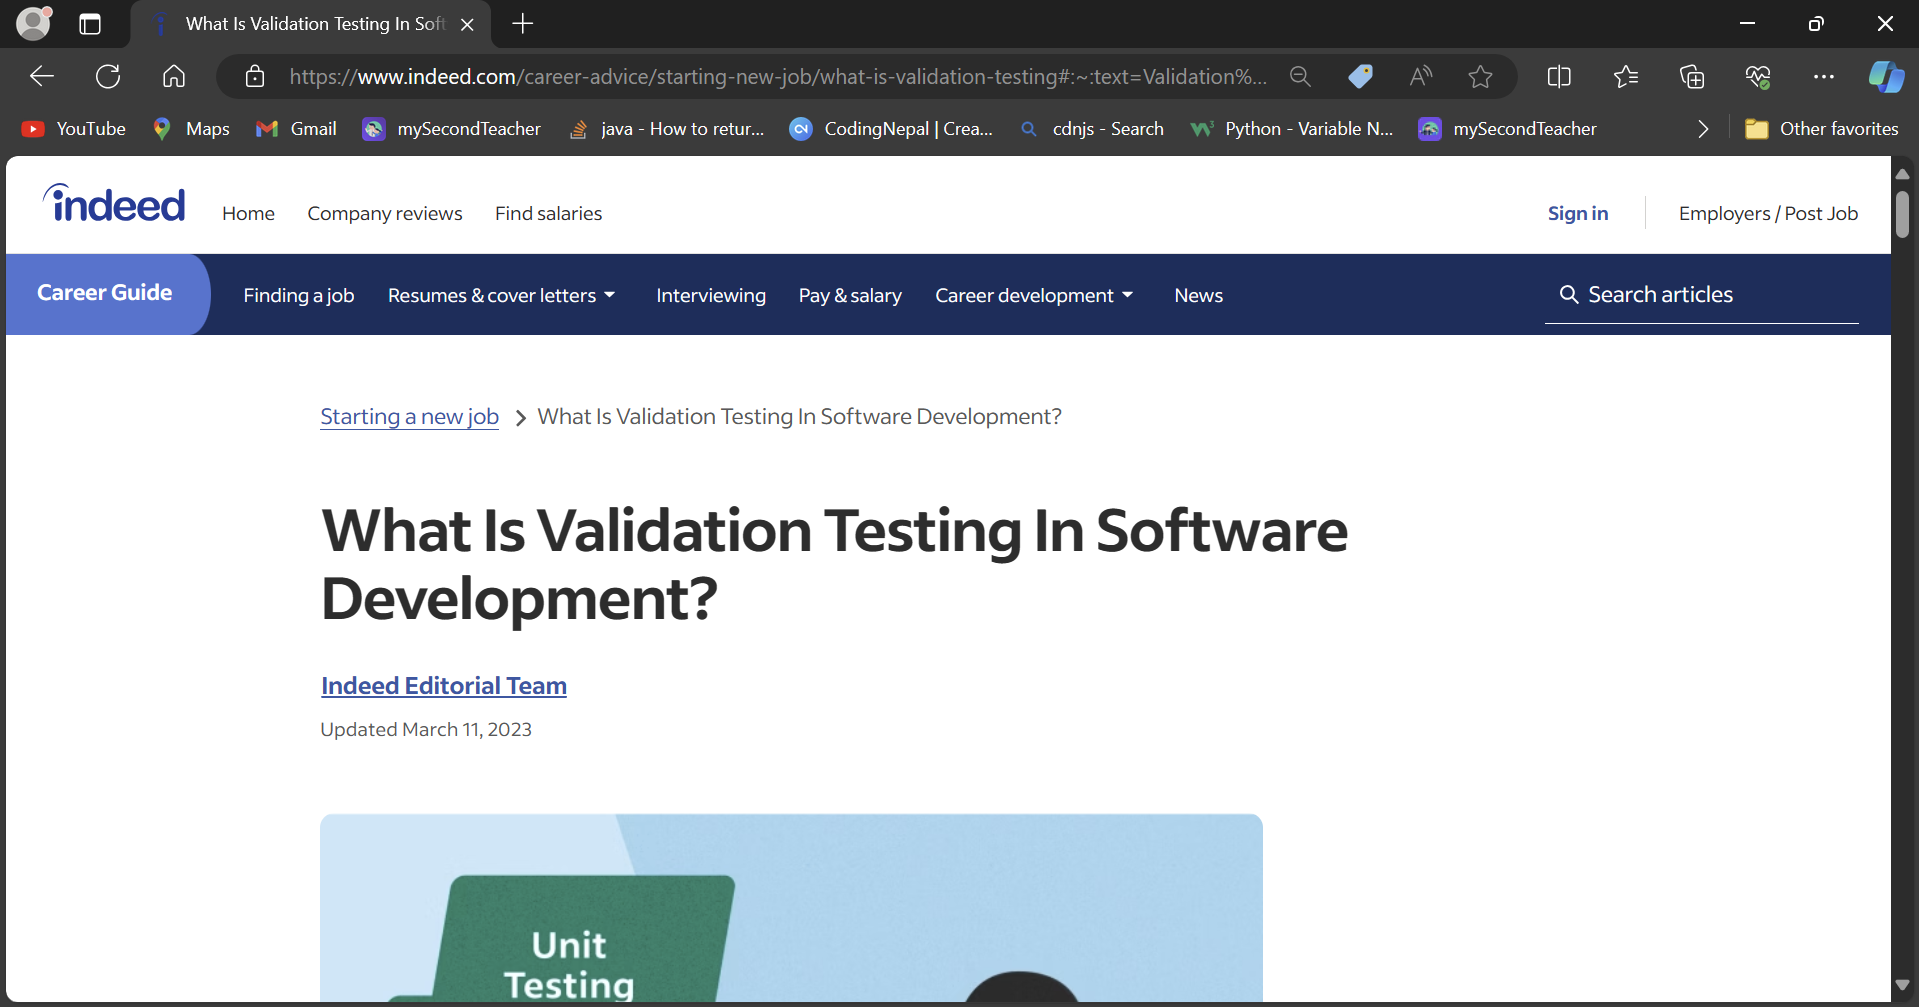 What Is Validation Testing In Soft
https://www.indeed.com/career-advice/starting-new-job/what-is-validation-testing#:~:text=Validation%...
YouTube Maps Gmail mySecondTeacher java - How to retur... CodingNepal | Crea... cdnjs - Search Python - Variable N... mySecondTeacher Other favorites
indeed Home Company reviews Find salaries Sign in Employers / Post Job
Career Guide Finding a job Resumes & cover letters Interviewing Pay & salary Career development News Search articles
Starting a new job > What Is Validation Testing In Software Development?
What Is Validation Testing In Software
Development?
Indeed Editorial Team
Updated March 11, 2023
Unit
Testing